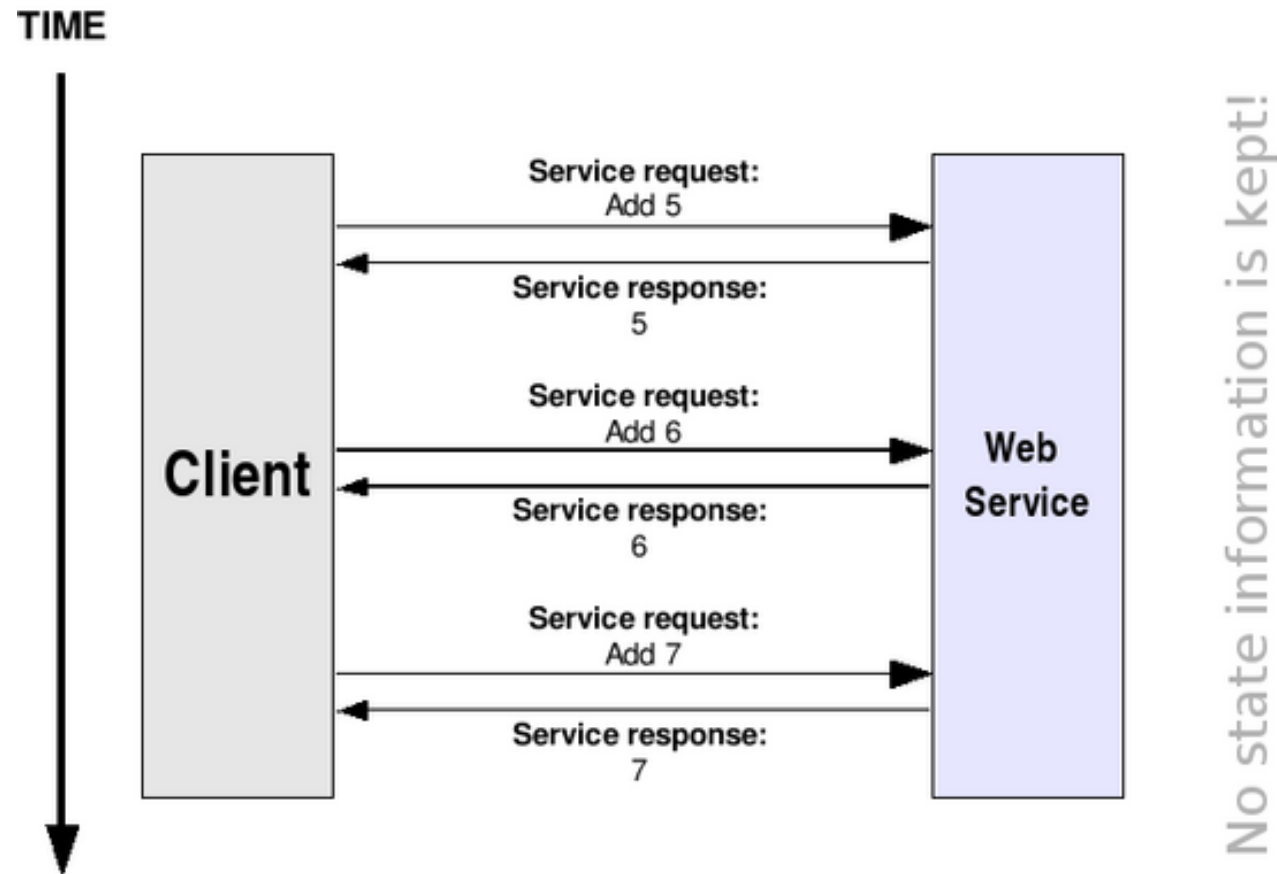 TIME
Service request:
Add 5
Service response:
5
Service request:
Add 6
Client
Web
Service
Service response:
6
Service request:
Add 7
Service response:
7
No state information is kept!